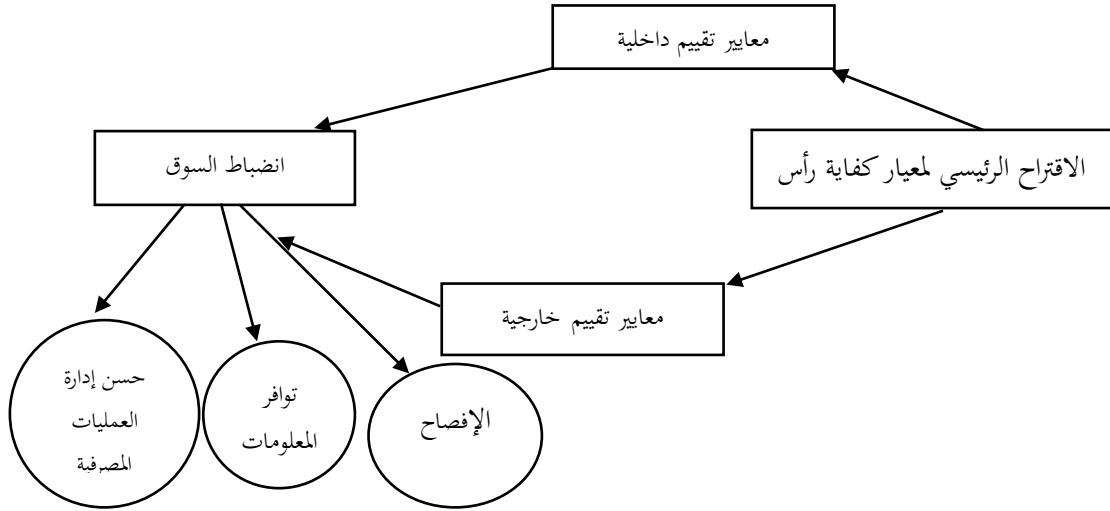 معايير تقييم داخلية
الاقتراح الرئيسي لمعيار كفاية رأس
انضباط السوق
معايير تقييم خارجية
الإفصاح
توافر
المعلومات
حسن إدارة
العمليات
المصرفية